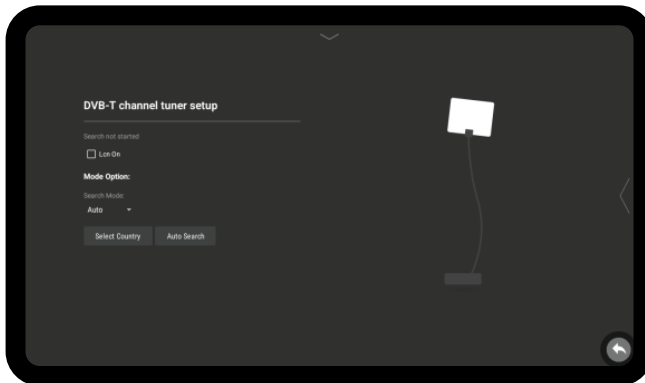 DVB-T channel tuner setup
Search not started
Lcn On
Mode Option:
Search Mode:
Auto
Select Country Auto Search